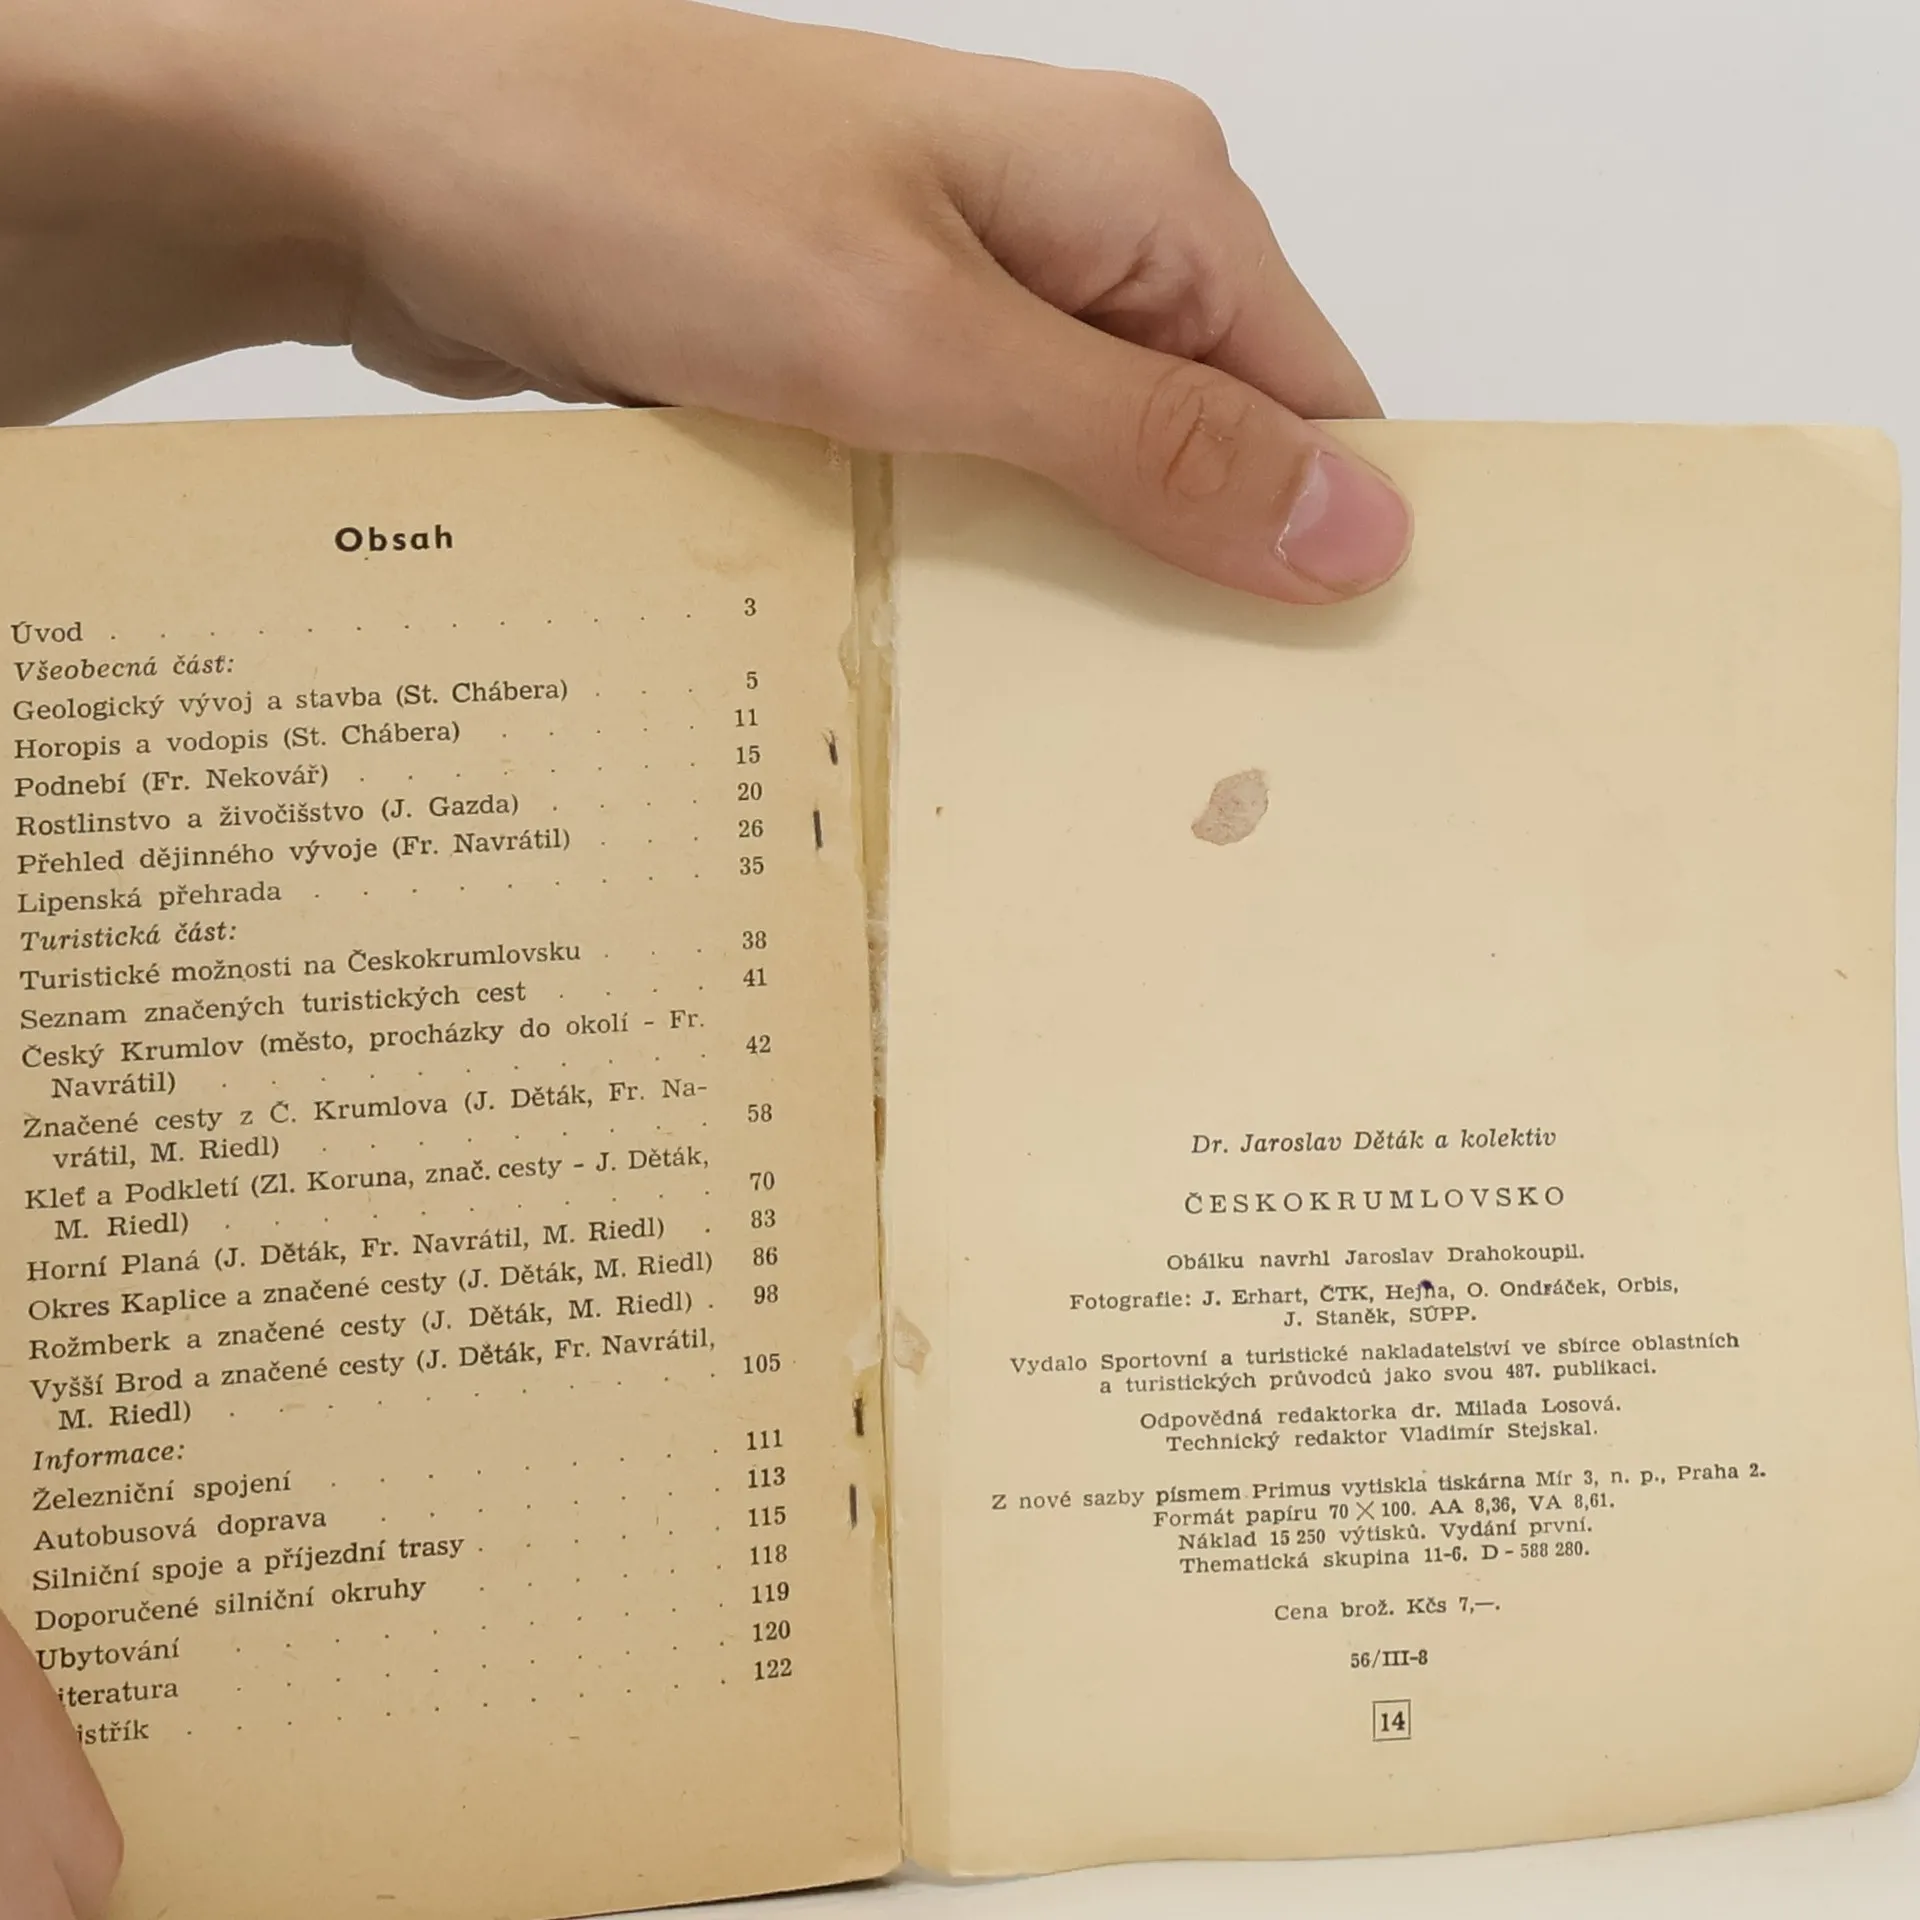 Obsah
Úvod . . . . . . . . . . . . . 3
Všeobecná část:
Geologický vývoj a stavba (St. Chábera) . . . 5
Horopis a vodopis (St. Chábera) . . . . . 11
Podnebí (Fr. Nekovář) . . . . . . . . 15
Rostlinstvo a živočišstvo (J. Gazda) . . . . 20
Přehled dějinného vývoje (Fr. Navrátil) . . . 26
Lipenská přehrada . . . . . . . . . 35
Turistická část:
Turistické možnosti na Českokrumlovsku . . . 38
Seznam značených turistických cest . . . . 41
Český Krumlov (město, procházky do okolí - Fr.
Navrátil) . . . . . . . . . . . 42
Značené cesty z Č. Krumlova (J. Děták, Fr. Na-
vrátil, M. Riedl) . . . . . . . . . 58
Kleť a Podkletí (Zl. Koruna, znač. cesty - J. Děták,
M. Riedl) . . . . . . . . . . . 70
Horní Planá (J. Děták, Fr. Navrátil, M. Riedl) . 83
Okres Kaplice a značené cesty (J. Děták, M. Riedl) 86
Rožmberk a značené cesty (J. Děták, M. Riedl) . 98
Vyšší Brod a značené cesty (J. Děták, Fr. Navrátil,
M. Riedl) . . . . . . . . . . . 105
Informace:
Železniční spojení . . . . . . . . . 111
Autobusová doprava . . . . . . . . 113
Silniční spoje a příjezdní trasy . . . . . . 115
Doporučené silniční okruhy . . . . . . 118
Ubytování . . . . . . . . . . . 119
iteratura . . . . . . . . . . . 120
istřík . . . . . . . . . . . . 122
Dr. Jaroslav Děták a kolektiv
ČESKOKRUMLOVSKO
Obálku navrhl Jaroslav Drahokoupil.
Fotografie: J. Erhart, ČTK, Hejna, O. Ondráček, Orbis,
J. Staněk, SÚPP.
Vydalo Sportovní a turistické nakladatelství ve sbírce oblastních
a turistických průvodců jako svou 487. publikaci.
Odpovědná redaktorka dr. Milada Losová.
Technický redaktor Vladimír Stejskal.
Z nové sazby písmem Primus vytiskla tiskárna Mír 3, n. p., Praha 2.
Formát papíru 70 × 100. AA 8,36, VA 8,61.
Náklad 15 250 výtisků. Vydání první.
Thematická skupina 11-6. D - 588 280.
Cena brož. Kčs 7,—.
56/III-8
14